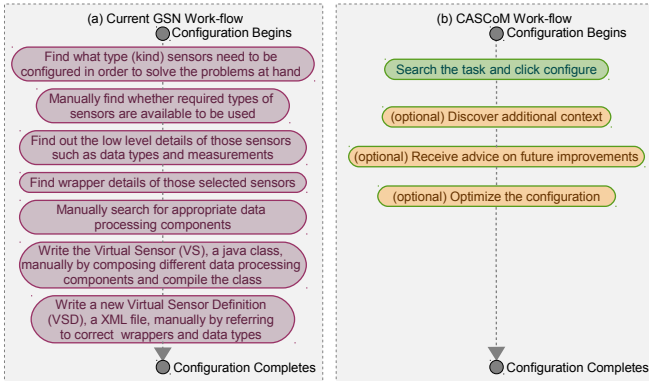 (a) Current GSN Work-flow
Configuration Begins
Find what type (kind) sensors need to be
configured in order to solve the problems at hand
Manually find whether required types of
sensors are available to be used
Find out the low level details of those sensors
such as data types and measurements
Find wrapper details of those selected sensors
Manually search for appropriate data
processing components
Write the Virtual Sensor (VS), a java class,
manually by composing different data processing
components and compile the class
Write a new Virtual Sensor Definition
(VSD), a XML file, manually by referring
to correct wrappers and data types
Configuration Completes
(b) CASCoM Work-flow
Configuration Begins
Search the task and click configure
(optional) Discover additional context
(optional) Receive advice on future improvements
(optional) Optimize the configuration
Configuration Completes